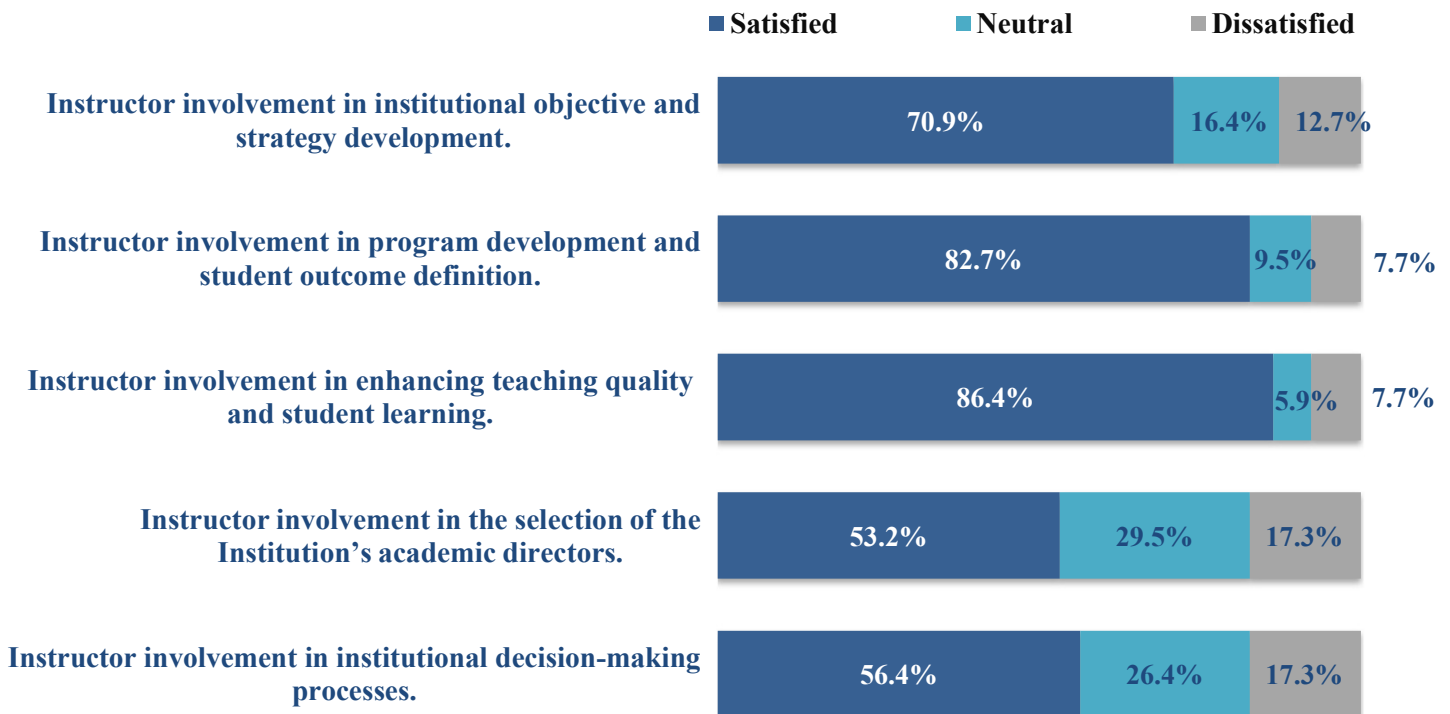 Satisfied Neutral Dissatisfied
Instructor involvement in institutional objective and
strategy development.
70.9% 16.4% 12.7%
Instructor involvement in program development and
student outcome definition.
82.7% 9.5% 7.7%
Instructor involvement in enhancing teaching quality
and student learning.
86.4% 5.9% 7.7%
Instructor involvement in the selection of the
Institution’s academic directors.
53.2% 29.5% 17.3%
Instructor involvement in institutional decision-making
processes.
56.4% 26.4% 17.3%